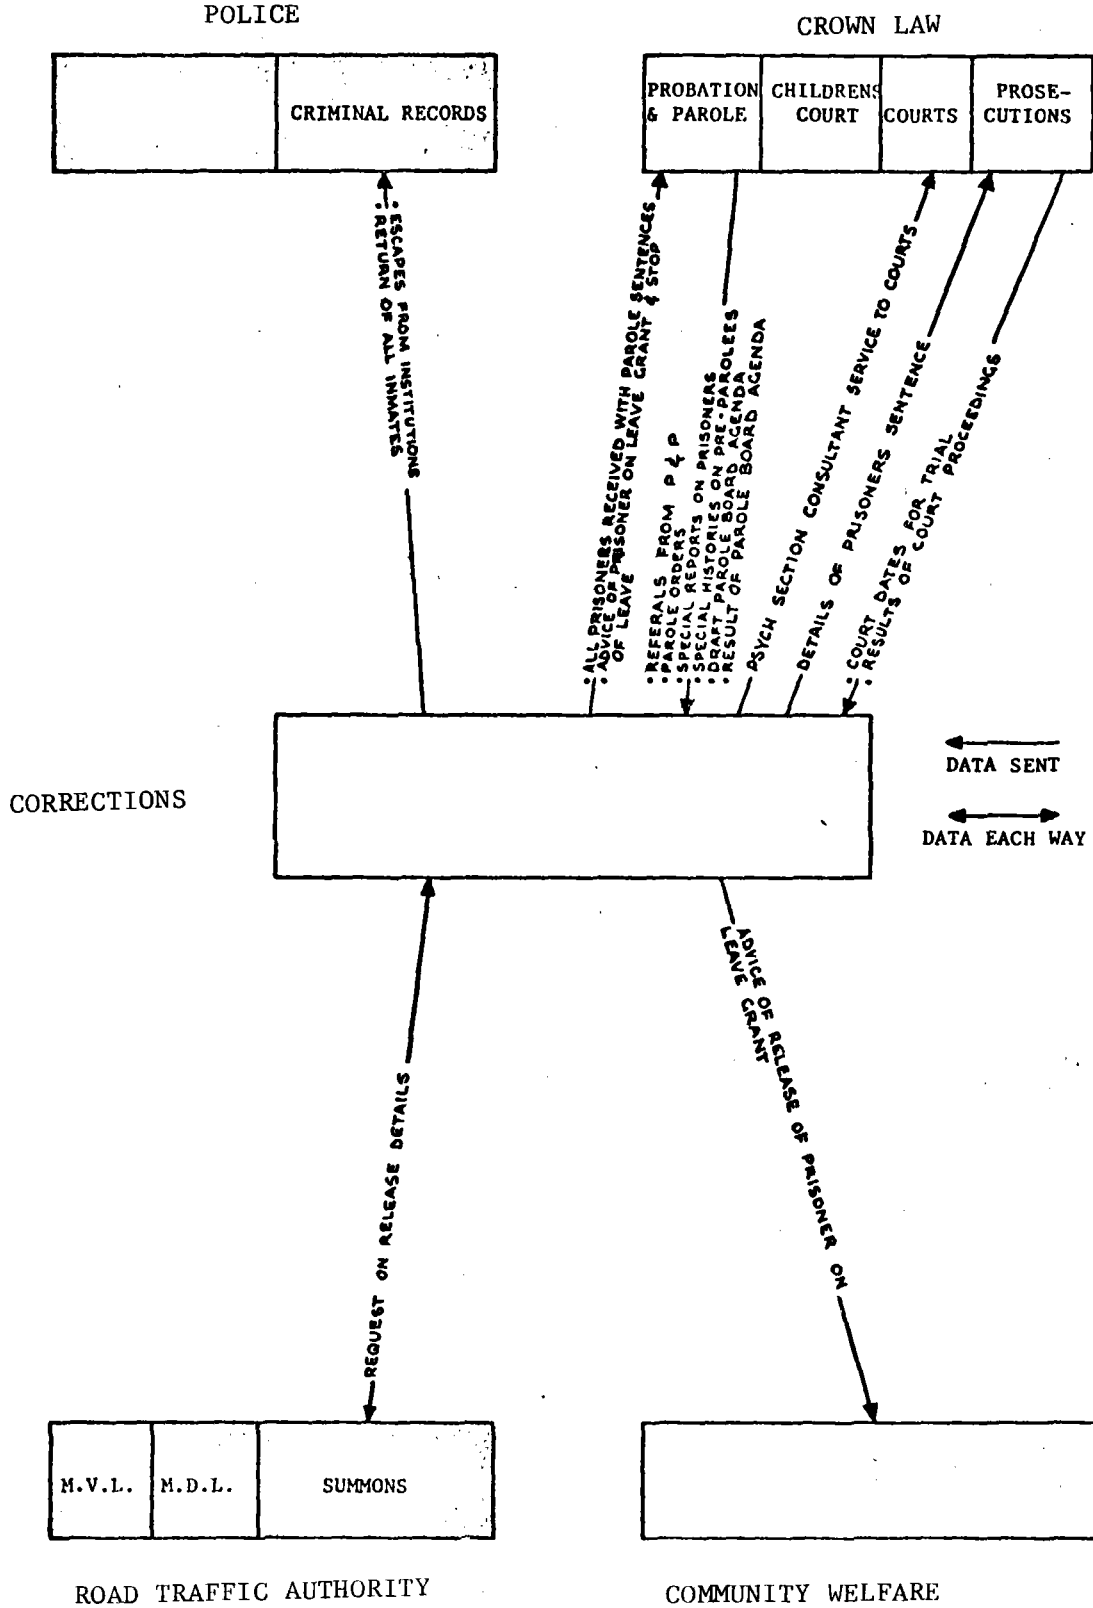 POLICE
CROWN LAW
CRIMINAL RECORDS
PROBATION
& PAROLE
CHILDRENS
COURT
COURTS
PROSE-
CUTIONS
• ESCAPES FROM INSTITUTIONS
• RETURN OF ALL INMATES
• ALL PRISONERS RECEIVED WITH PAROLE SENTENCES
• ADVICE OF PRISONER ON LEAVE GRANT & STOP
OF LEAVE
• REFERALS FROM P & P
• PAROLE ORDERS
• SPECIAL REPORTS ON PRISONERS
• SPECIAL HISTORIES ON PRE-PAROLEES
• DRAFT PAROLE BOARD AGENDA
• RESULT OF PAROLE BOARD AGENDA
PSYCH SECTION CONSULTANT SERVICE TO COURTS
DETAILS OF PRISONERS SENTENCE
• COURT DATES FOR TRIAL
• RESULTS OF COURT PROCEEDINGS
CORRECTIONS
DATA SENT
DATA EACH WAY
REQUEST ON RELEASE DETAILS
ADVICE OF RELEASE OF PRISONER ON
LEAVE GRANT
M.V.L.
M.D.L.
SUMMONS
ROAD TRAFFIC AUTHORITY
COMMUNITY WELFARE